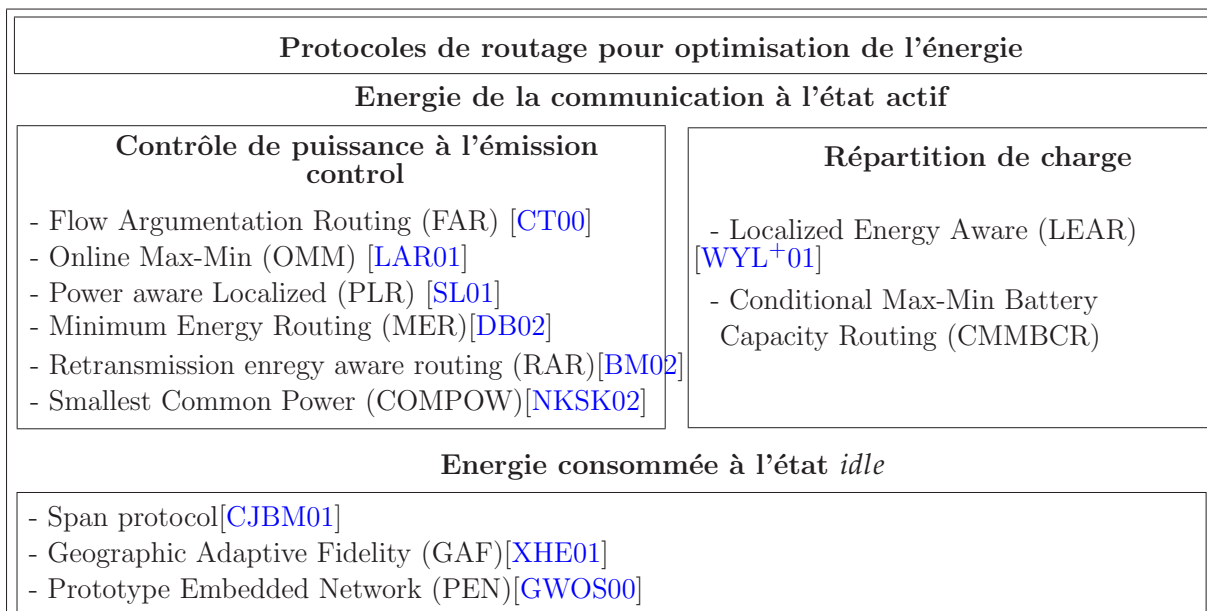 Protocoles de routage pour optimisation de l'énergie
Energie de la communication à l'état actif
Contrôle de puissance à l'émission
control
- Flow Argumentation Routing (FAR) [CT00]
- Online Max-Min (OMM) [LAR01]
- Power aware Localized (PLR) [SL01]
- Minimum Energy Routing (MER)[DB02]
- Retransmission enregy aware routing (RAR)[BM02]
- Smallest Common Power (COMPOW)[NKSK02]
Répartition de charge
- Localized Energy Aware (LEAR)
[WYL+01]
- Conditional Max-Min Battery
Capacity Routing (CMMBCR)
Energie consommée à l'état idle
- Span protocol[CJBM01]
- Geographic Adaptive Fidelity (GAF)[XHE01]
- Prototype Embedded Network (PEN)[GWOS00]